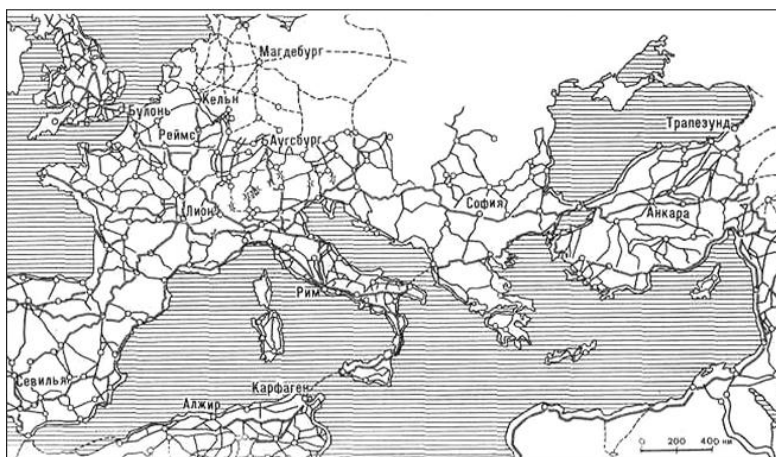 Магдебург
Кельн
Булонь
Реймс
Аугсбург
Трапезунд
Лион
София
Анкара
Рим
Севилья
Карфаген
Алжир
0 200 400 км